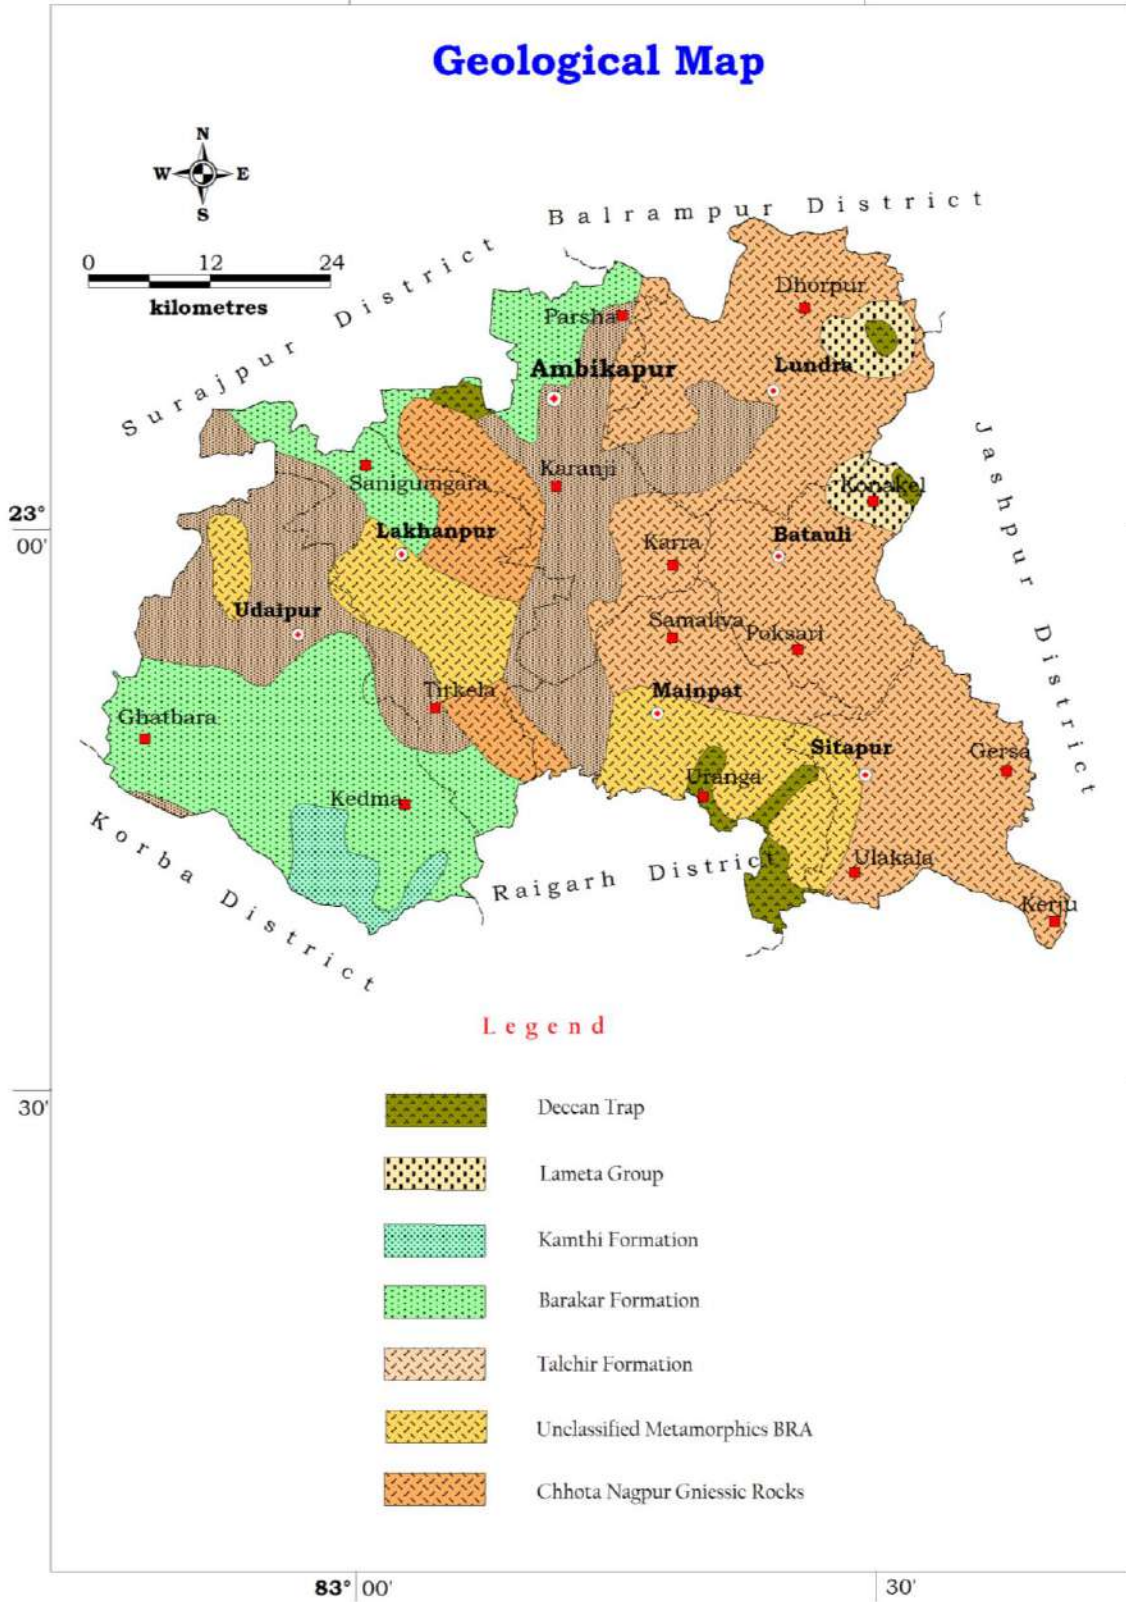 Geological Map
N
W E
S
0 12 24
kilometres
Balrampur District
Surajpur District
Jashpur District
Korba District
Raigarh District
Dhorpur
Parsha
Lundra
Ambikapur
Karanji
Sanigumgara
Konakel
Lakhanpur
Karra
Batauli
Udaipur
Samaliya
Poksari
Tirkela
Mainpat
Ghatbara
Sitapur
Gersa
Uranga
Kedma
Ulakala
Kerju
23°
00'
30'
Legend
Deccan Trap
Lameta Group
Kamthi Formation
Barakar Formation
Talchir Formation
Unclassified Metamorphics BRA
Chhota Nagpur Gniessic Rocks
83° 00' 30'